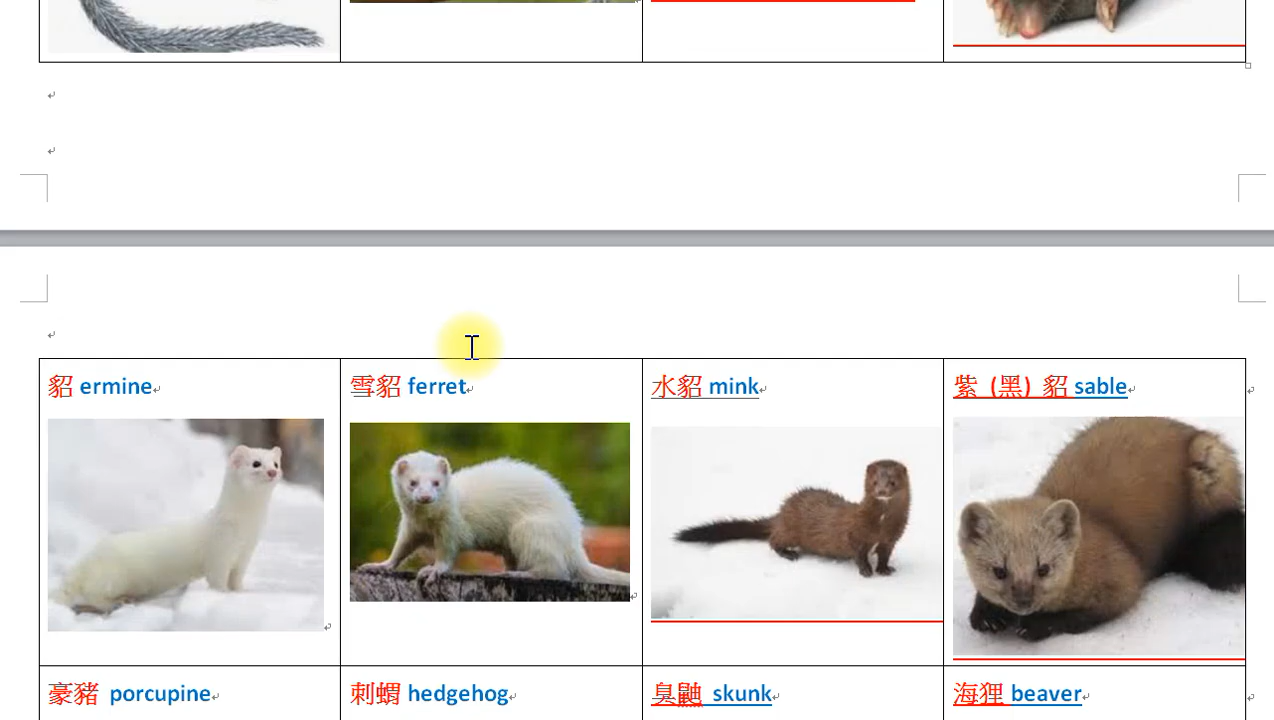 貂 ermine
雪貂 ferret
水貂 mink
紫 (黑) 貂 sable
豪豬 porcupine
刺蝟 hedgehog
臭鼬 skunk
海狸 beaver